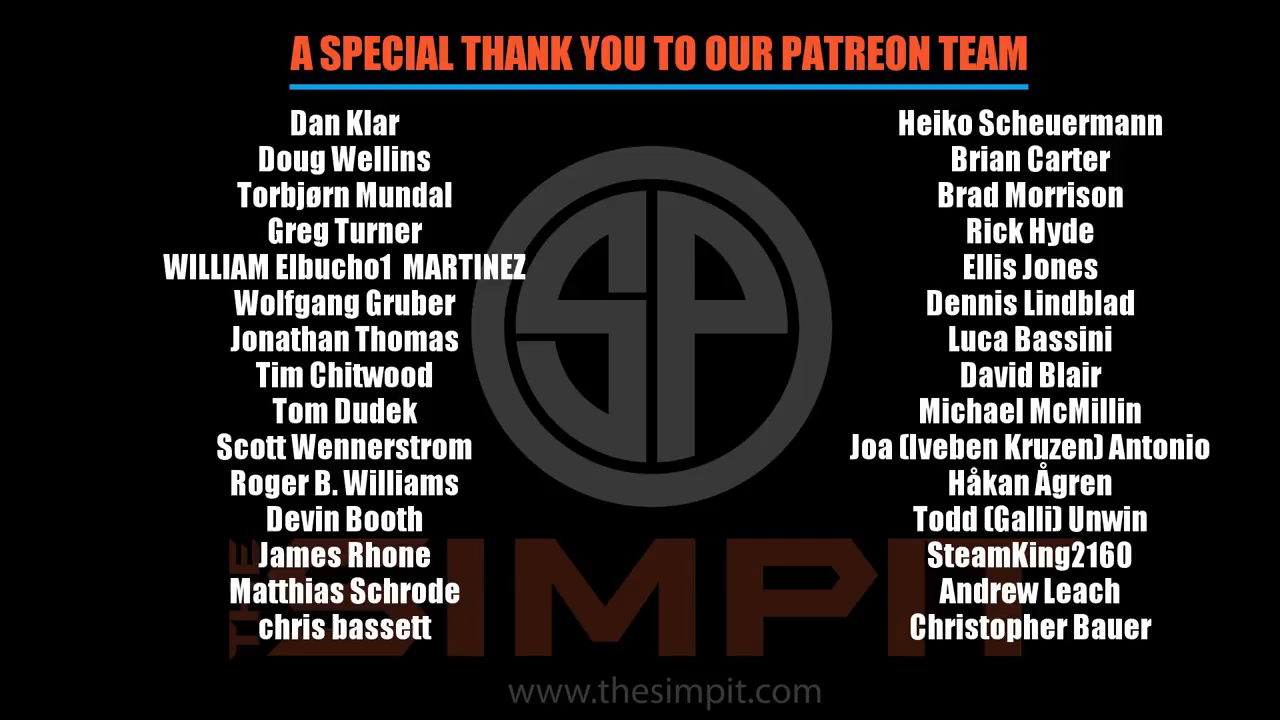 A SPECIAL THANK YOU TO OUR PATREON TEAM
Dan Klar
Doug Wellins
Torbjørn Mundal
Greg Turner
WILLIAM Elbucho1 MARTINEZ
Wolfgang Gruber
Jonathan Thomas
Tim Chitwood
Tom Dudek
Scott Wennerstrom
Roger B. Williams
Devin Booth
James Rhone
Matthias Schrode
chris bassett
Heiko Scheuermann
Brian Carter
Brad Morrison
Rick Hyde
Ellis Jones
Dennis Lindblad
Luca Bassini
David Blair
Michael McMillin
Joa (Iveben Kruzen) Antonio
Håkan Ågren
Todd (Galli) Unwin
SteamKing2160
Andrew Leach
Christopher Bauer
SP
THE SIMPIT
www.thesimpit.com